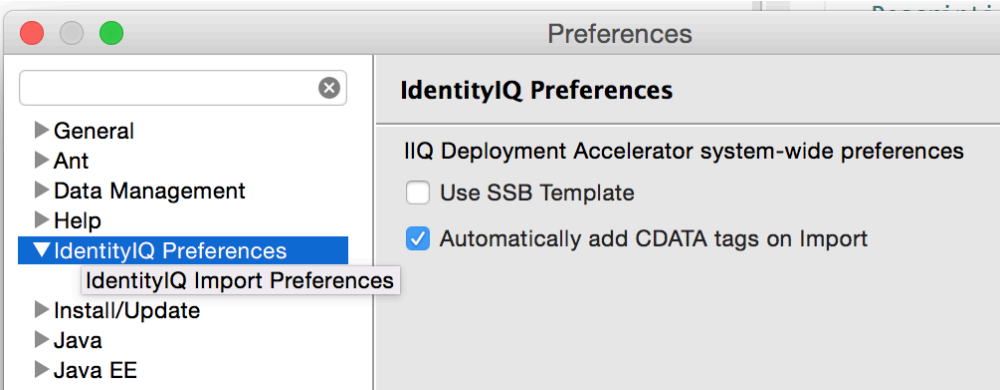 Preferences
IdentityIQ Preferences
IIQ Deployment Accelerator system-wide preferences
Use SSB Template
Automatically add CDATA tags on Import
General
Ant
Data Management
Help
IdentityIQ Preferences
IdentityIQ Import Preferences
Install/Update
Java
Java EE